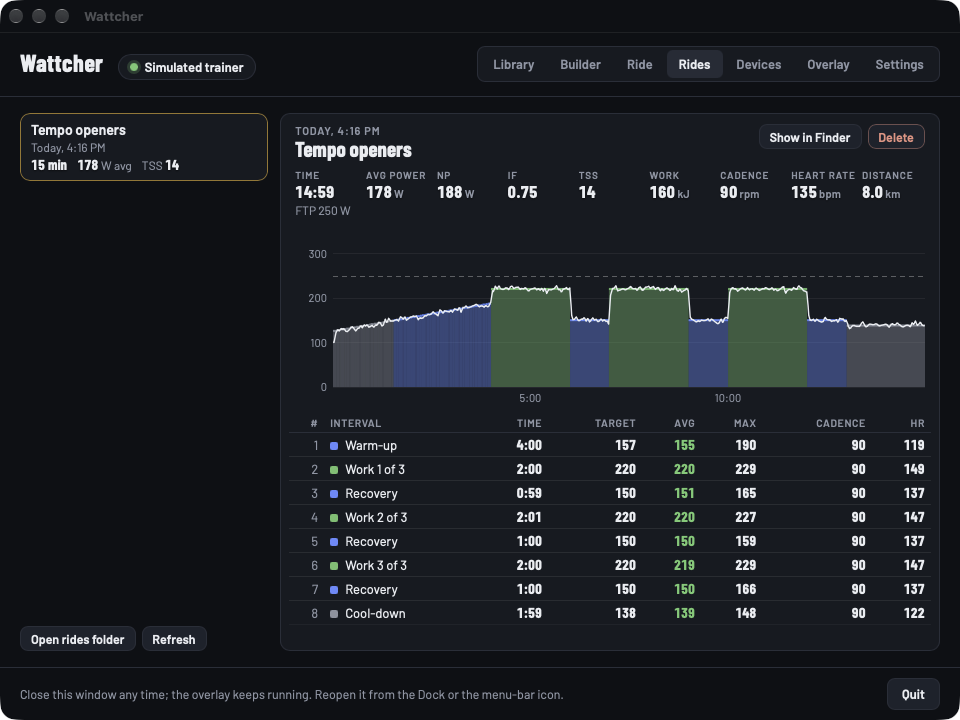 Wattcher
Wattcher
Simulated trainer
Library Builder Ride Rides Devices Overlay Settings
Tempo openers
Today, 4:16 PM
15 min 178 W avg TSS 14
TODAY, 4:16 PM
Tempo openers
Show in Finder Delete
TIME AVG POWER NP IF TSS WORK CADENCE HEART RATE DISTANCE
14:59 178 W 188 W 0.75 14 160 kJ 90 rpm 135 bpm 8.0 km
FTP 250 W
300
200
100
0
5:00 10:00
# INTERVAL TIME TARGET AVG MAX CADENCE HR
1 Warm-up 4:00 157 155 190 90 119
2 Work 1 of 3 2:00 220 220 229 90 149
3 Recovery 0:59 150 151 165 90 137
4 Work 2 of 3 2:01 220 220 227 90 147
5 Recovery 1:00 150 150 159 90 137
6 Work 3 of 3 2:00 220 219 229 90 147
7 Recovery 1:00 150 150 166 90 137
8 Cool-down 1:59 138 139 148 90 122
Open rides folder Refresh
Close this window any time; the overlay keeps running. Reopen it from the Dock or the menu-bar icon.
Quit